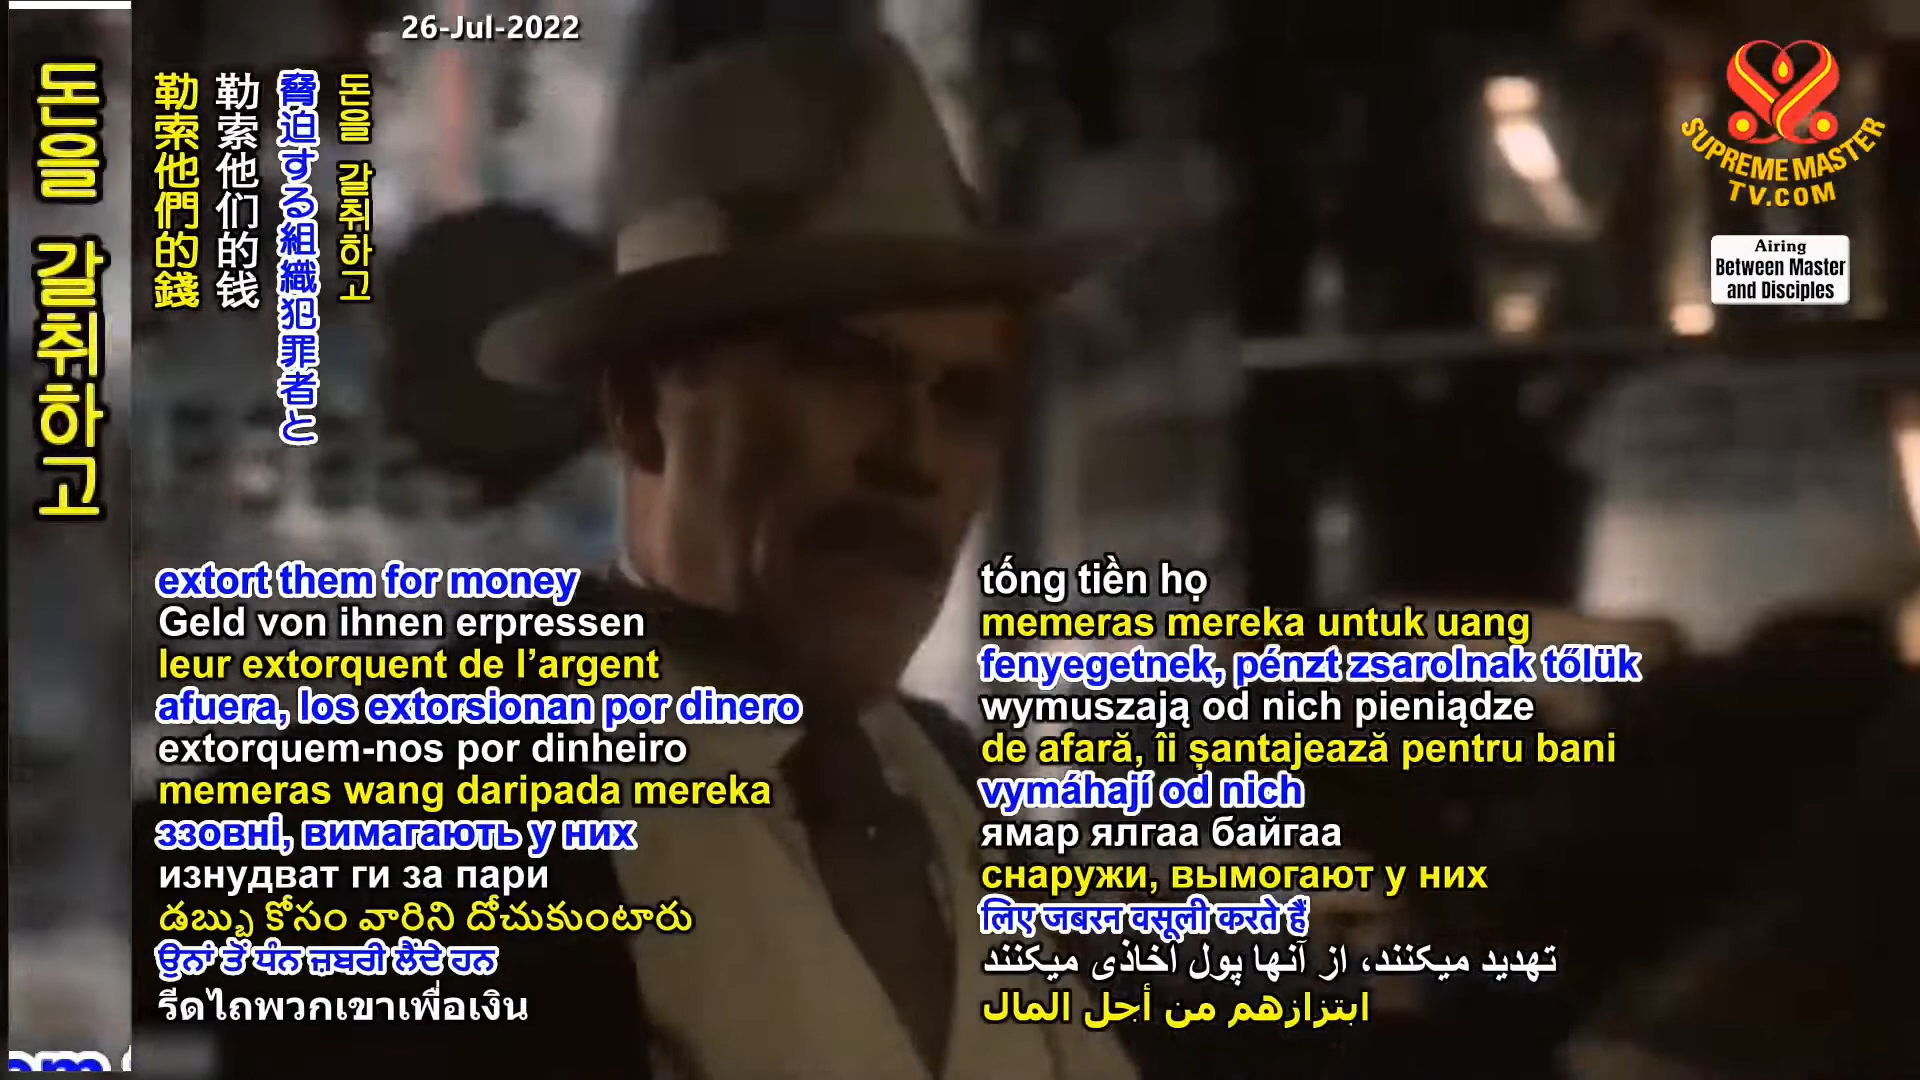 26-Jul-2022
SUPREME MASTER
TV.COM
Airing
Between Master
and Disciples
돈을 갈취하고
勒索他們的錢
勒索他们的钱
脅迫する組織犯罪者と
돈을 갈취하고
extort them for money
Geld von ihnen erpressen
leur extorquent de l’argent
afuera, los extorsionan por dinero
extorquem-nos por dinheiro
memeras wang daripada mereka
ззовні, вимагають у них
изнудват ги за пари
డబ్బు కోసం వారిని దోచుకుంటారు
ਉਨਾਂ ਤੋਂ ਧੰਨ ਜ਼ਬਰੀ ਲੈਂਦੇ ਹਨ
รีดไถพวกเขาเพื่อเงิน
tống tiền họ
memeras mereka untuk uang
fenyegetnek, pénzt zsarolnak tőlük
wymuszają od nich pieniądze
de afară, îi șantajează pentru bani
vymáhají od nich
ямар ялгаа байгаа
снаружи, вымогают у них
लिए जबरन वसूली करते हैं
تهدید میکنند، از آنها پول اخاذی میکنند
ابتزازهم من أجل المال